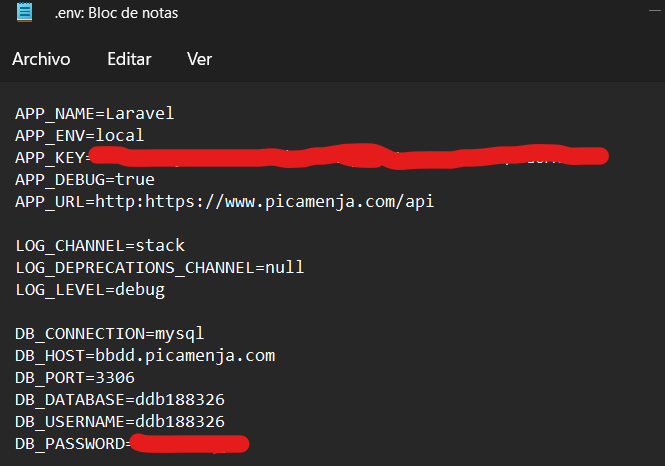 .env: Bloc de notas
Archivo Editar Ver
APP_NAME=Laravel
APP_ENV=local
APP_KEY=
APP_DEBUG=true
APP_URL=http:https://www.picamenja.com/api
LOG_CHANNEL=stack
LOG_DEPRECATIONS_CHANNEL=null
LOG_LEVEL=debug
DB_CONNECTION=mysql
DB_HOST=bbdd.picamenja.com
DB_PORT=3306
DB_DATABASE=ddb188326
DB_USERNAME=ddb188326
DB_PASSWORD=